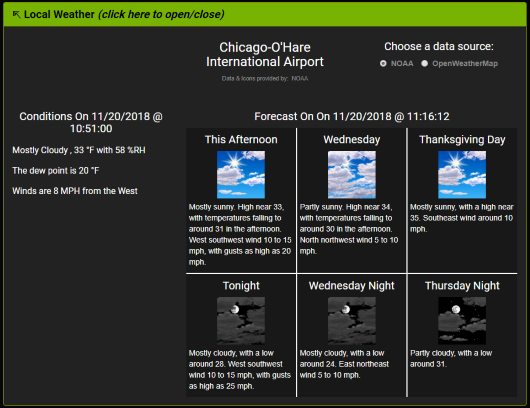 Local Weather (click here to open/close)
Chicago-O'Hare
International Airport
Data & Icons provided by: NOAA
Choose a data source:
NOAA OpenWeatherMap
Conditions On 11/20/2018 @
10:51:00
Mostly Cloudy , 33 °F with 58 %RH
The dew point is 20 °F
Winds are 8 MPH from the West
Forecast On On 11/20/2018 @ 11:16:12
This Afternoon
Mostly sunny. High near 33,
with temperatures falling to
around 31 in the afternoon.
West southwest wind 10 to 15
mph, with gusts as high as 20
mph.
Wednesday
Partly sunny. High near 34,
with temperatures falling to
around 30 in the afternoon.
North northwest wind 5 to 10
mph.
Thanksgiving Day
Mostly sunny, with a high near
35. Southeast wind around 10
mph.
Tonight
Mostly cloudy, with a low
around 28. West southwest
wind 10 to 15 mph, with gusts
as high as 25 mph.
Wednesday Night
Mostly cloudy, with a low
around 24. East northeast
wind 5 to 10 mph.
Thursday Night
Partly cloudy, with a low
around 31.